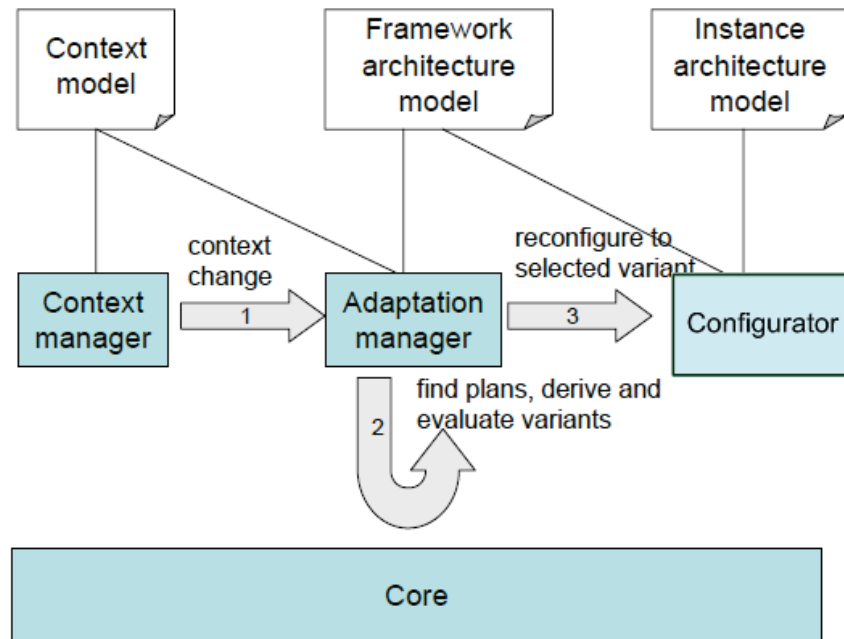 Context
model
Framework
architecture
model
Instance
architecture
model
context
change
reconfigure to
selected variant
Context
manager
1
Adaptation
manager
3
Configurator
find plans, derive and
evaluate variants
2
Core